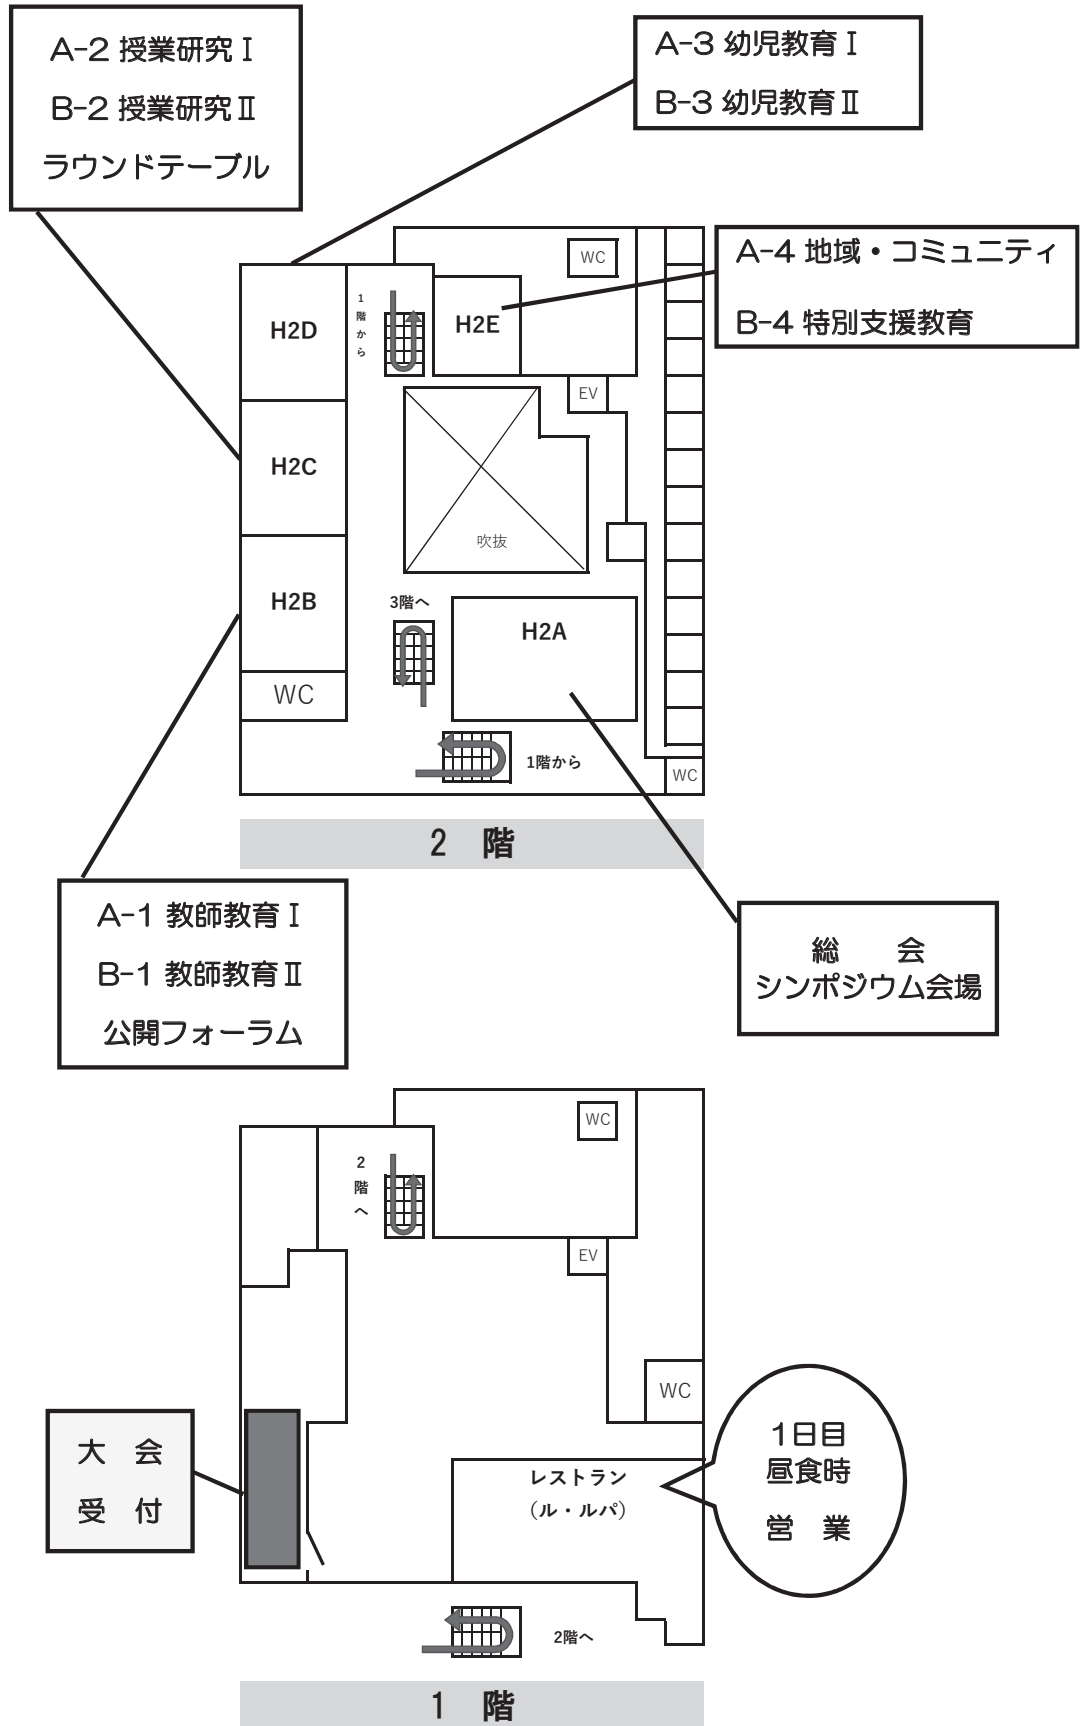 A-2 授業研究Ⅰ
B-2 授業研究Ⅱ
ラウンドテーブル
A-3 幼児教育Ⅰ
B-3 幼児教育Ⅱ
A-4 地域・コミュニティ
B-4 特別支援教育
WC
H2D
1階から
H2E
EV
H2C
吹抜
H2B
3階へ
H2A
WC
1階から
WC
2 階
A-1 教師教育Ⅰ
B-1 教師教育Ⅱ
公開フォーラム
総 会
シンポジウム会場
WC
2階へ
EV
WC
大 会
受 付
レストラン
(ル・ルパ)
1日目
昼食時
営 業
2階へ
1 階